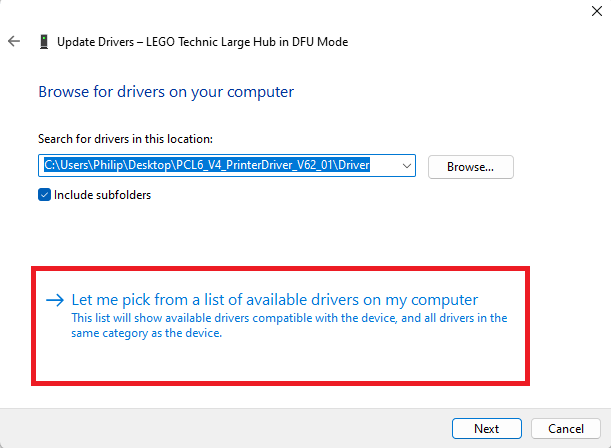 Update Drivers – LEGO Technic Large Hub in DFU Mode
Browse for drivers on your computer
Search for drivers in this location:
C:\Users\Philip\Desktop\PCL6_V4_PrinterDriver_V62_01\Driver
Browse...
Include subfolders
Let me pick from a list of available drivers on my computer
This list will show available drivers compatible with the device, and all drivers in the
same category as the device.
Next
Cancel